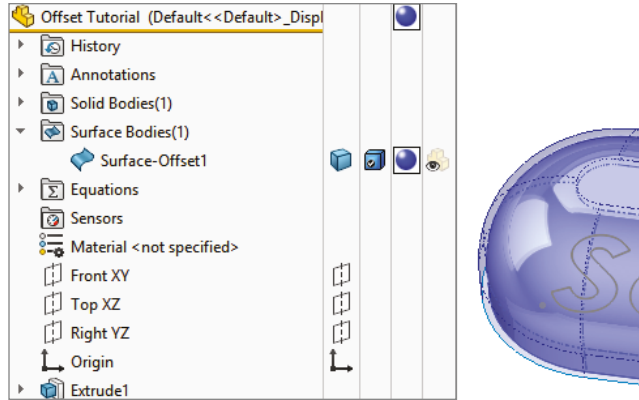 Offset Tutorial (Default<<Default>_Displ
History
Annotations
Solid Bodies(1)
Surface Bodies(1)
Surface-Offset1
Equations
Sensors
Material <not specified>
Front XY
Top XZ
Right YZ
Origin
Extrude1
.S